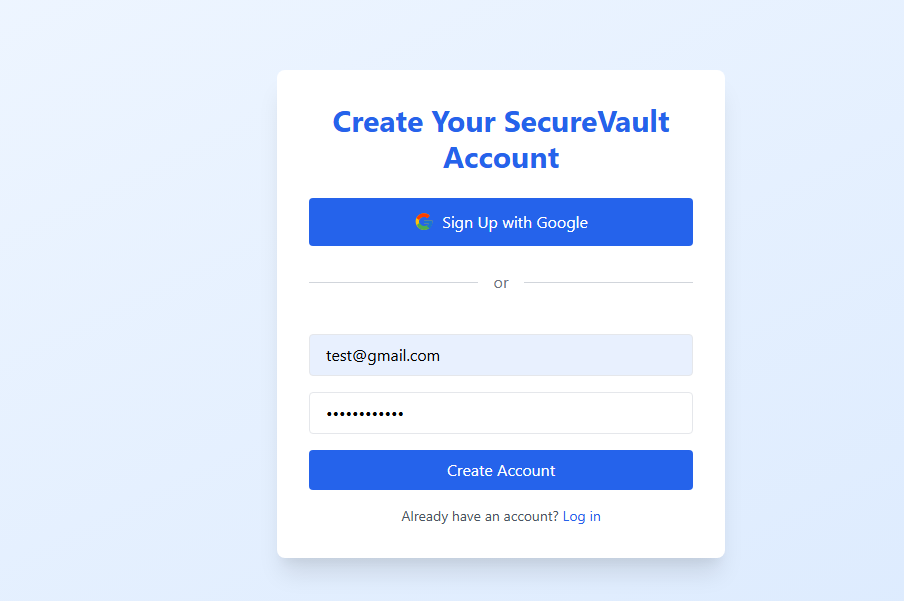 Create Your SecureVault
Account
Sign Up with Google
or
test@gmail.com
••••••••••••
Create Account
Already have an account? Log in